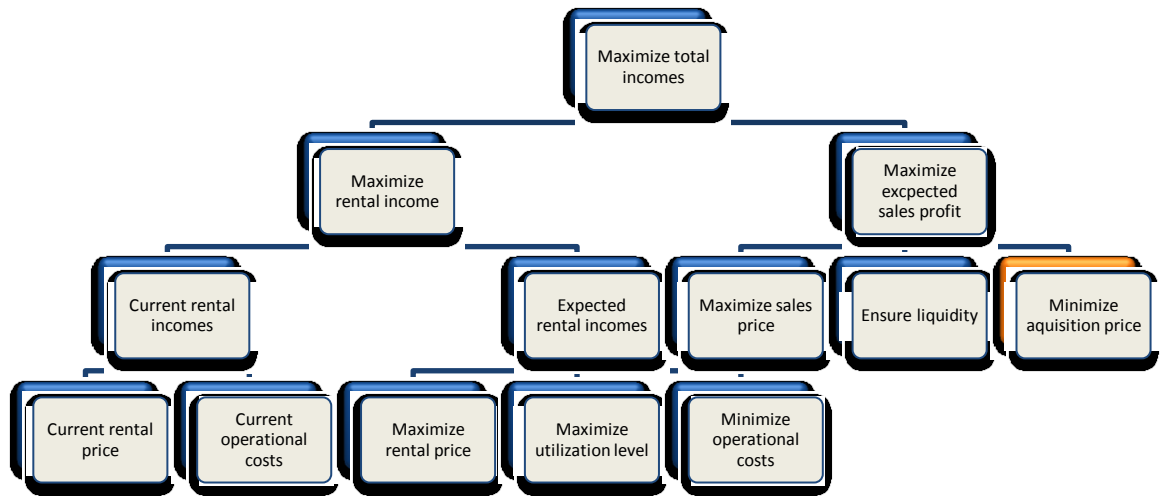 Maximize total
incomes
Maximize
rental income
Maximize
excpected
sales profit
Current rental
incomes
Expected
rental incomes
Maximize sales
price
Ensure liquidity
Minimize
aquisition price
Current rental
price
Current
operational
costs
Maximize
rental price
Maximize
utilization level
Minimize
operational
costs